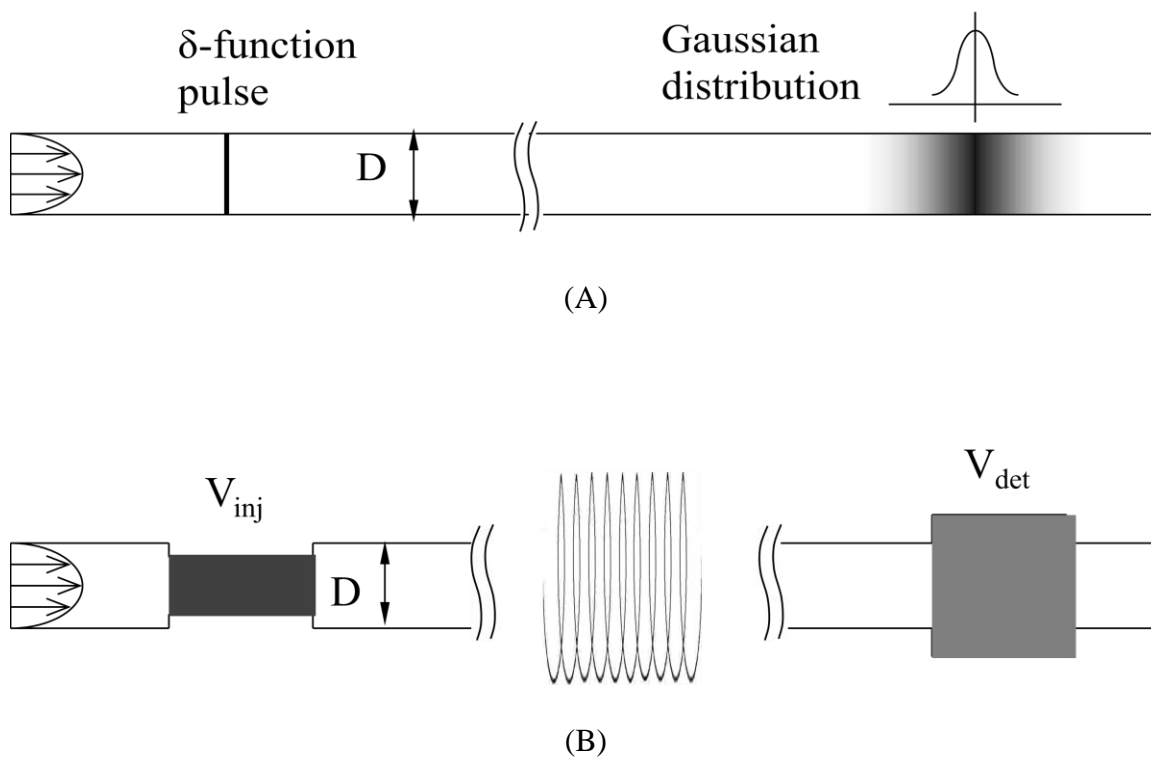 δ-function
pulse
Gaussian
distribution
D
(A)
V_inj
V_det
D
(B)